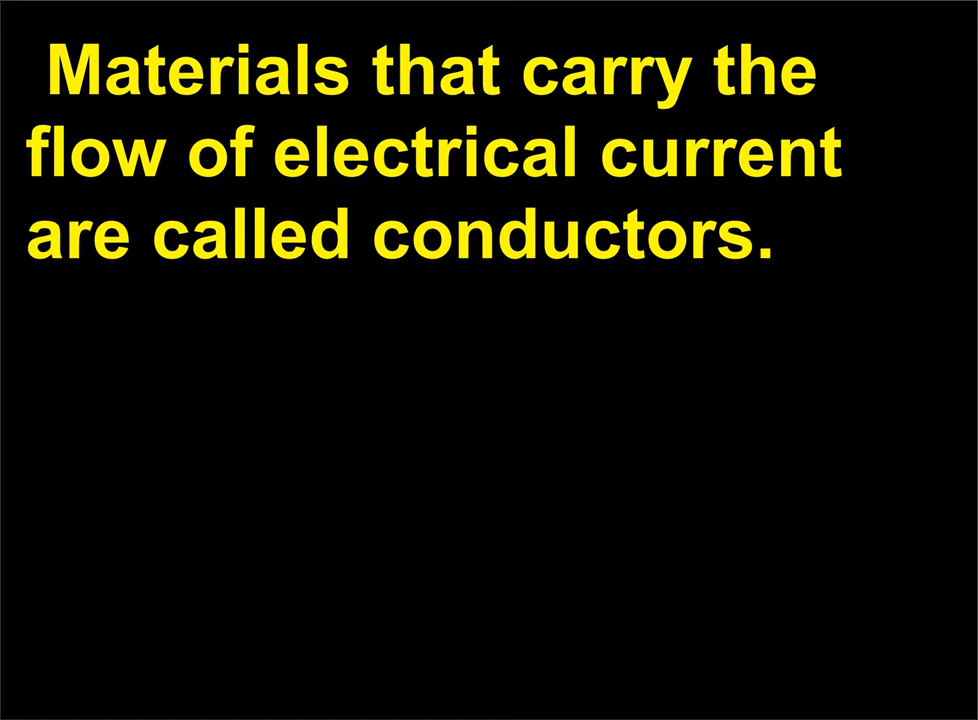 Materials that carry the
flow of electrical current
are called conductors.